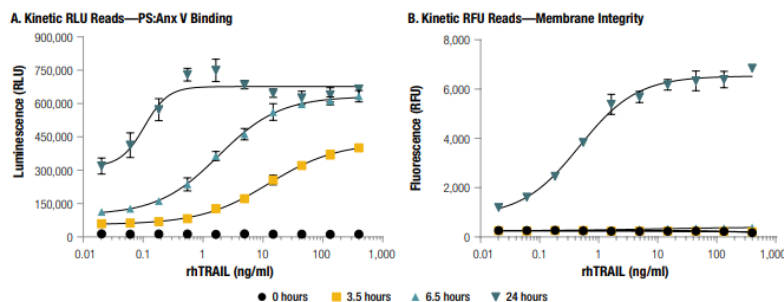 A. Kinetic RLU Reads—PS:Anx V Binding
900,000
750,000
600,000
450,000
300,000
150,000
0
Luminescence (RLU)
0.01 0.1 1 10 100 1,000
rhTRAIL (ng/ml)
B. Kinetic RFU Reads—Membrane Integrity
8,000
6,000
4,000
2,000
0
Fluorescence (RFU)
0.01 0.1 1 10 100 1,000
rhTRAIL (ng/ml)
0 hours 3.5 hours 6.5 hours 24 hours